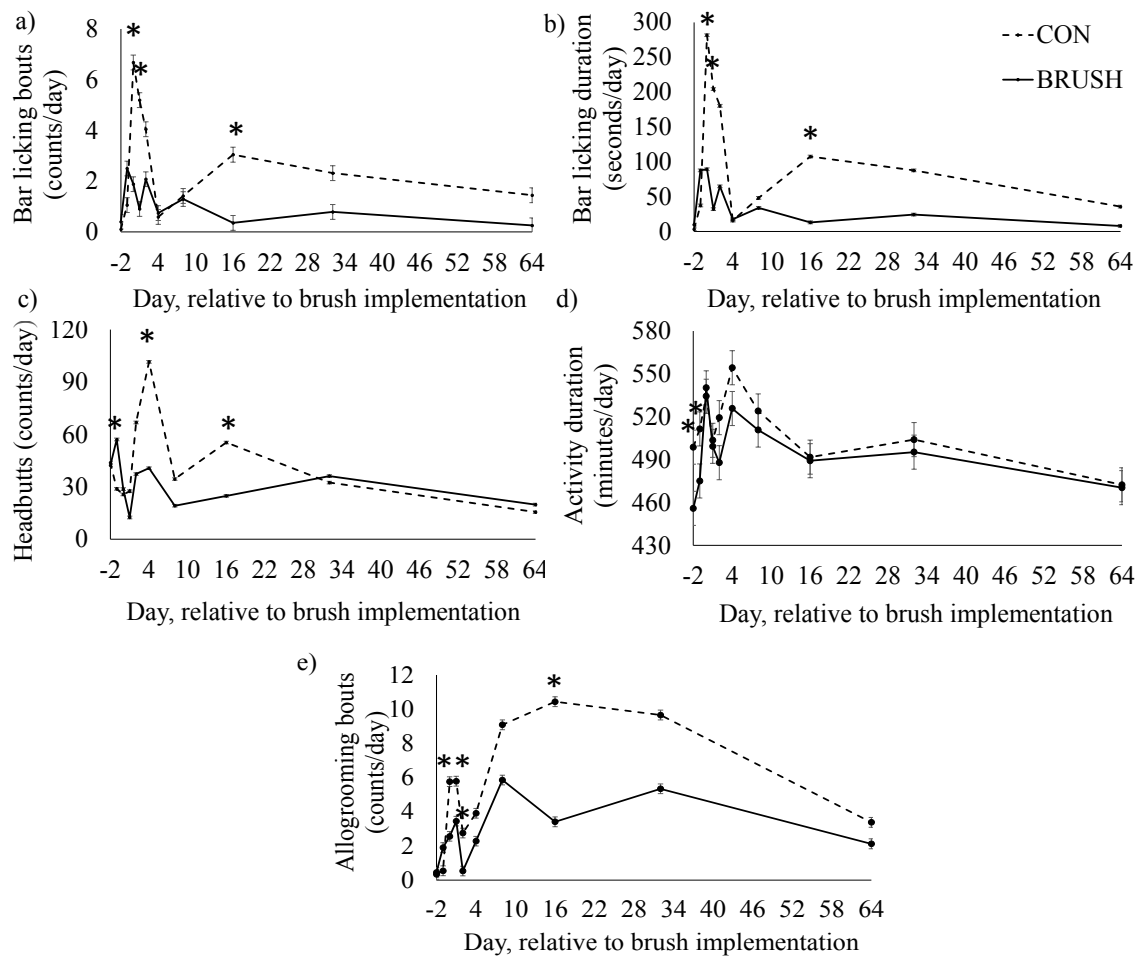 a)
8
6
4
2
0
Bar licking bouts
(counts/day)
*
*
*
-2 4 10 16 22 28 34 40 46 52 58 64
Day, relative to brush implementation
b)
300
250
200
150
100
50
0
Bar licking duration
(seconds/day)
*
*
*
CON
BRUSH
-2 4 10 16 22 28 34 40 46 52 58 64
Day, relative to brush implementation
c)
120
90
60
30
0
Headbutts (counts/day)
*
*
*
-2 4 10 16 22 28 34 40 46 52 58 64
Day, relative to brush implementation
d)
580
550
520
490
460
430
Activity duration
(minutes/day)
*
*
-2 4 10 16 22 28 34 40 46 52 58 64
Day, relative to brush implementation
e)
12
10
8
6
4
2
0
Allogrooming bouts
(counts/day)
*
* *
*
-2 4 10 16 22 28 34 40 46 52 58 64
Day, relative to brush implementation